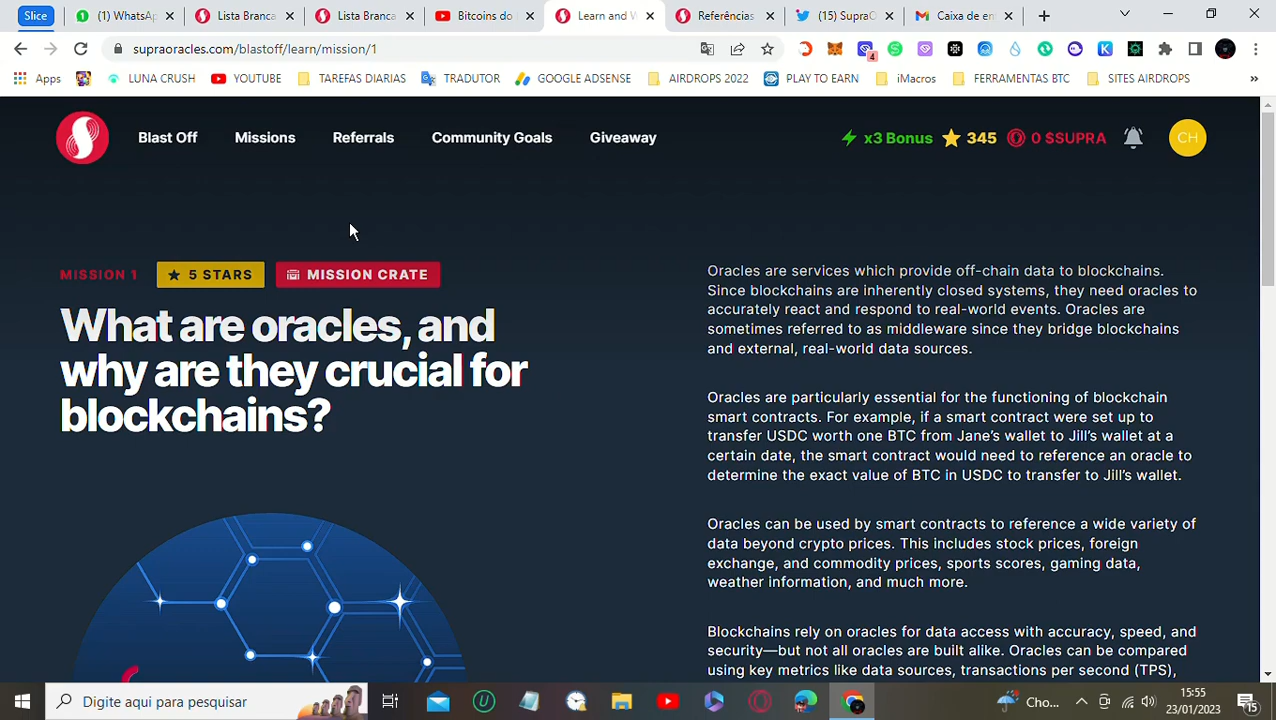 Slice
(1) WhatsA
Lista Branca
Lista Branca
Bitcoins do
Learn and W
Referências
(15) SupraO
Caixa de en
supraoracles.com/blastoff/learn/mission/1
4
Apps
LUNA CRUSH
YOUTUBE
TAREFAS DIARIAS
TRADUTOR
GOOGLE ADSENSE
AIRDROPS 2022
PLAY TO EARN
iMacros
FERRAMENTAS BTC
SITES AIRDROPS
»
Blast Off
Missions
Referrals
Community Goals
Giveaway
x3 Bonus
345
0 $SUPRA
CH
MISSION 1
5 STARS
MISSION CRATE
What are oracles, and
why are they crucial for
blockchains?
Oracles are services which provide off-chain data to blockchains.
Since blockchains are inherently closed systems, they need oracles to
accurately react and respond to real-world events. Oracles are
sometimes referred to as middleware since they bridge blockchains
and external, real-world data sources.
Oracles are particularly essential for the functioning of blockchain
smart contracts. For example, if a smart contract were set up to
transfer USDC worth one BTC from Jane's wallet to Jill's wallet at a
certain date, the smart contract would need to reference an oracle to
determine the exact value of BTC in USDC to transfer to Jill's wallet.
Oracles can be used by smart contracts to reference a wide variety of
data beyond crypto prices. This includes stock prices, foreign
exchange, and commodity prices, sports scores, gaming data,
weather information, and much more.
Blockchains rely on oracles for data access with accuracy, speed, and
security—but not all oracles are built alike. Oracles can be compared
using key metrics like data sources, transactions per second (TPS),
Digite aqui para pesquisar
Cho...
15:55
23/01/2023
15